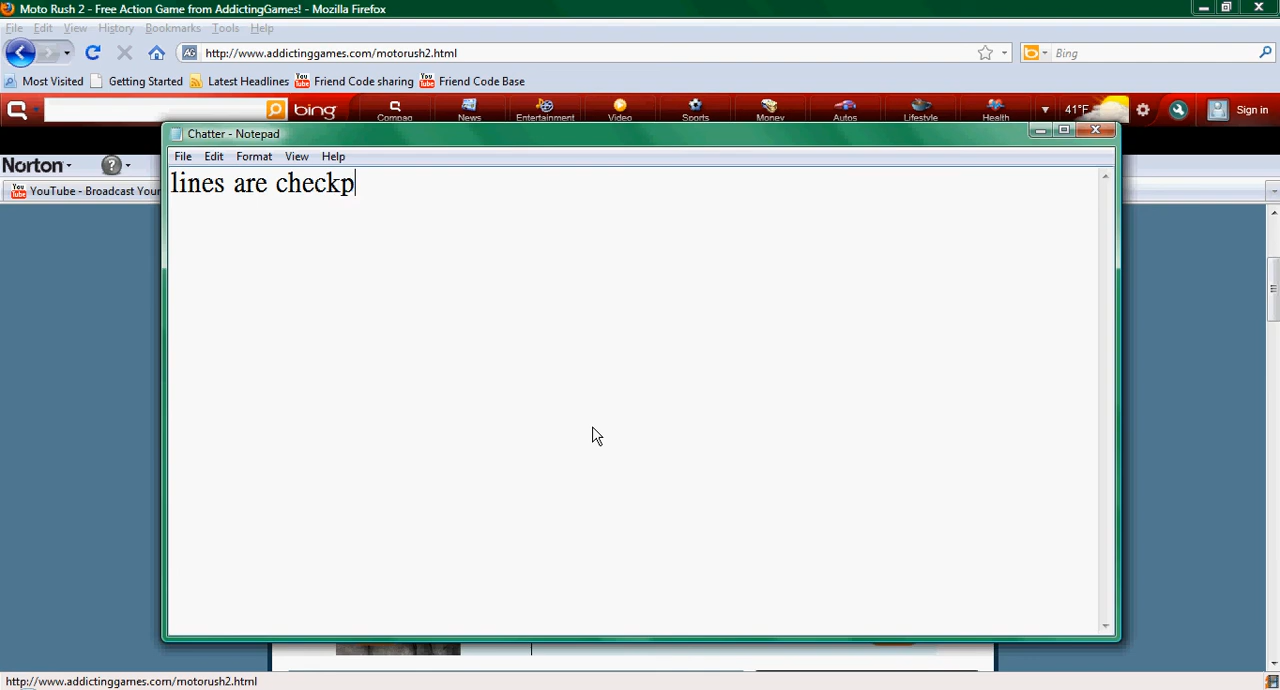 Moto Rush 2 - Free Action Game from AddictingGames! - Mozilla Firefox
File Edit View History Bookmarks Tools Help
AG http://www.addictinggames.com/motorush2.html Bing
Most Visited Getting Started Latest Headlines Friend Code sharing Friend Code Base
bing Compaq News Entertainment Video Sports Money Autos Lifestyle Health 41°F Sign in
Chatter - Notepad
Norton
File Edit Format View Help
YouTube - Broadcast Your
lines are checkp
http://www.addictinggames.com/motorush2.html